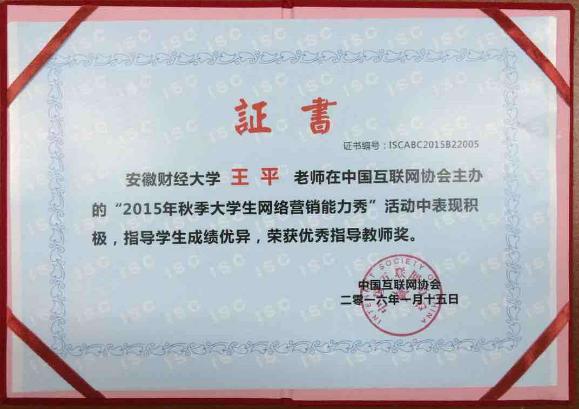 証書
证书编号：ISCABC2015B22005
安徽财经大学 王 平 老师在中国互联网协会主办
的“2015年秋季大学生网络营销能力秀”活动中表现积
极，指导学生成绩优异，荣获优秀指导教师奖。
中国互联网协会
二零一六年一月十五日
INTERNET SOCIETY OF CHINA